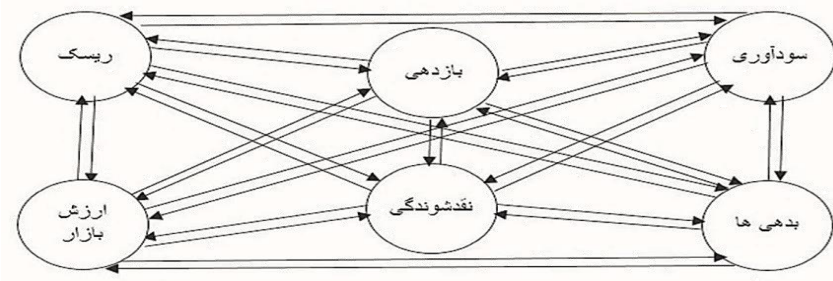 ریسک
بازدهی
سودآوری
ارزش
بازار
نقدشوندگی
بدهی ها